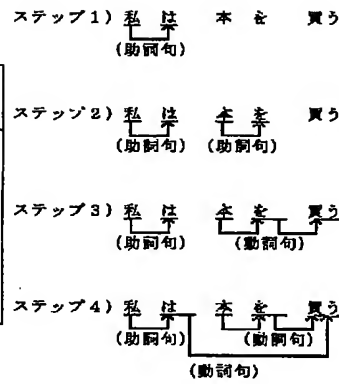 ステップ1) 私 は 本 を 買う
(助詞句)
ステップ2) 私 は 本 を 買う
(助詞句) (助詞句)
ステップ3) 私 は 本 を 買う
(助詞句) (動詞句)
ステップ4) 私 は 本 を 買う
(助詞句) (動詞句)
(動詞句)